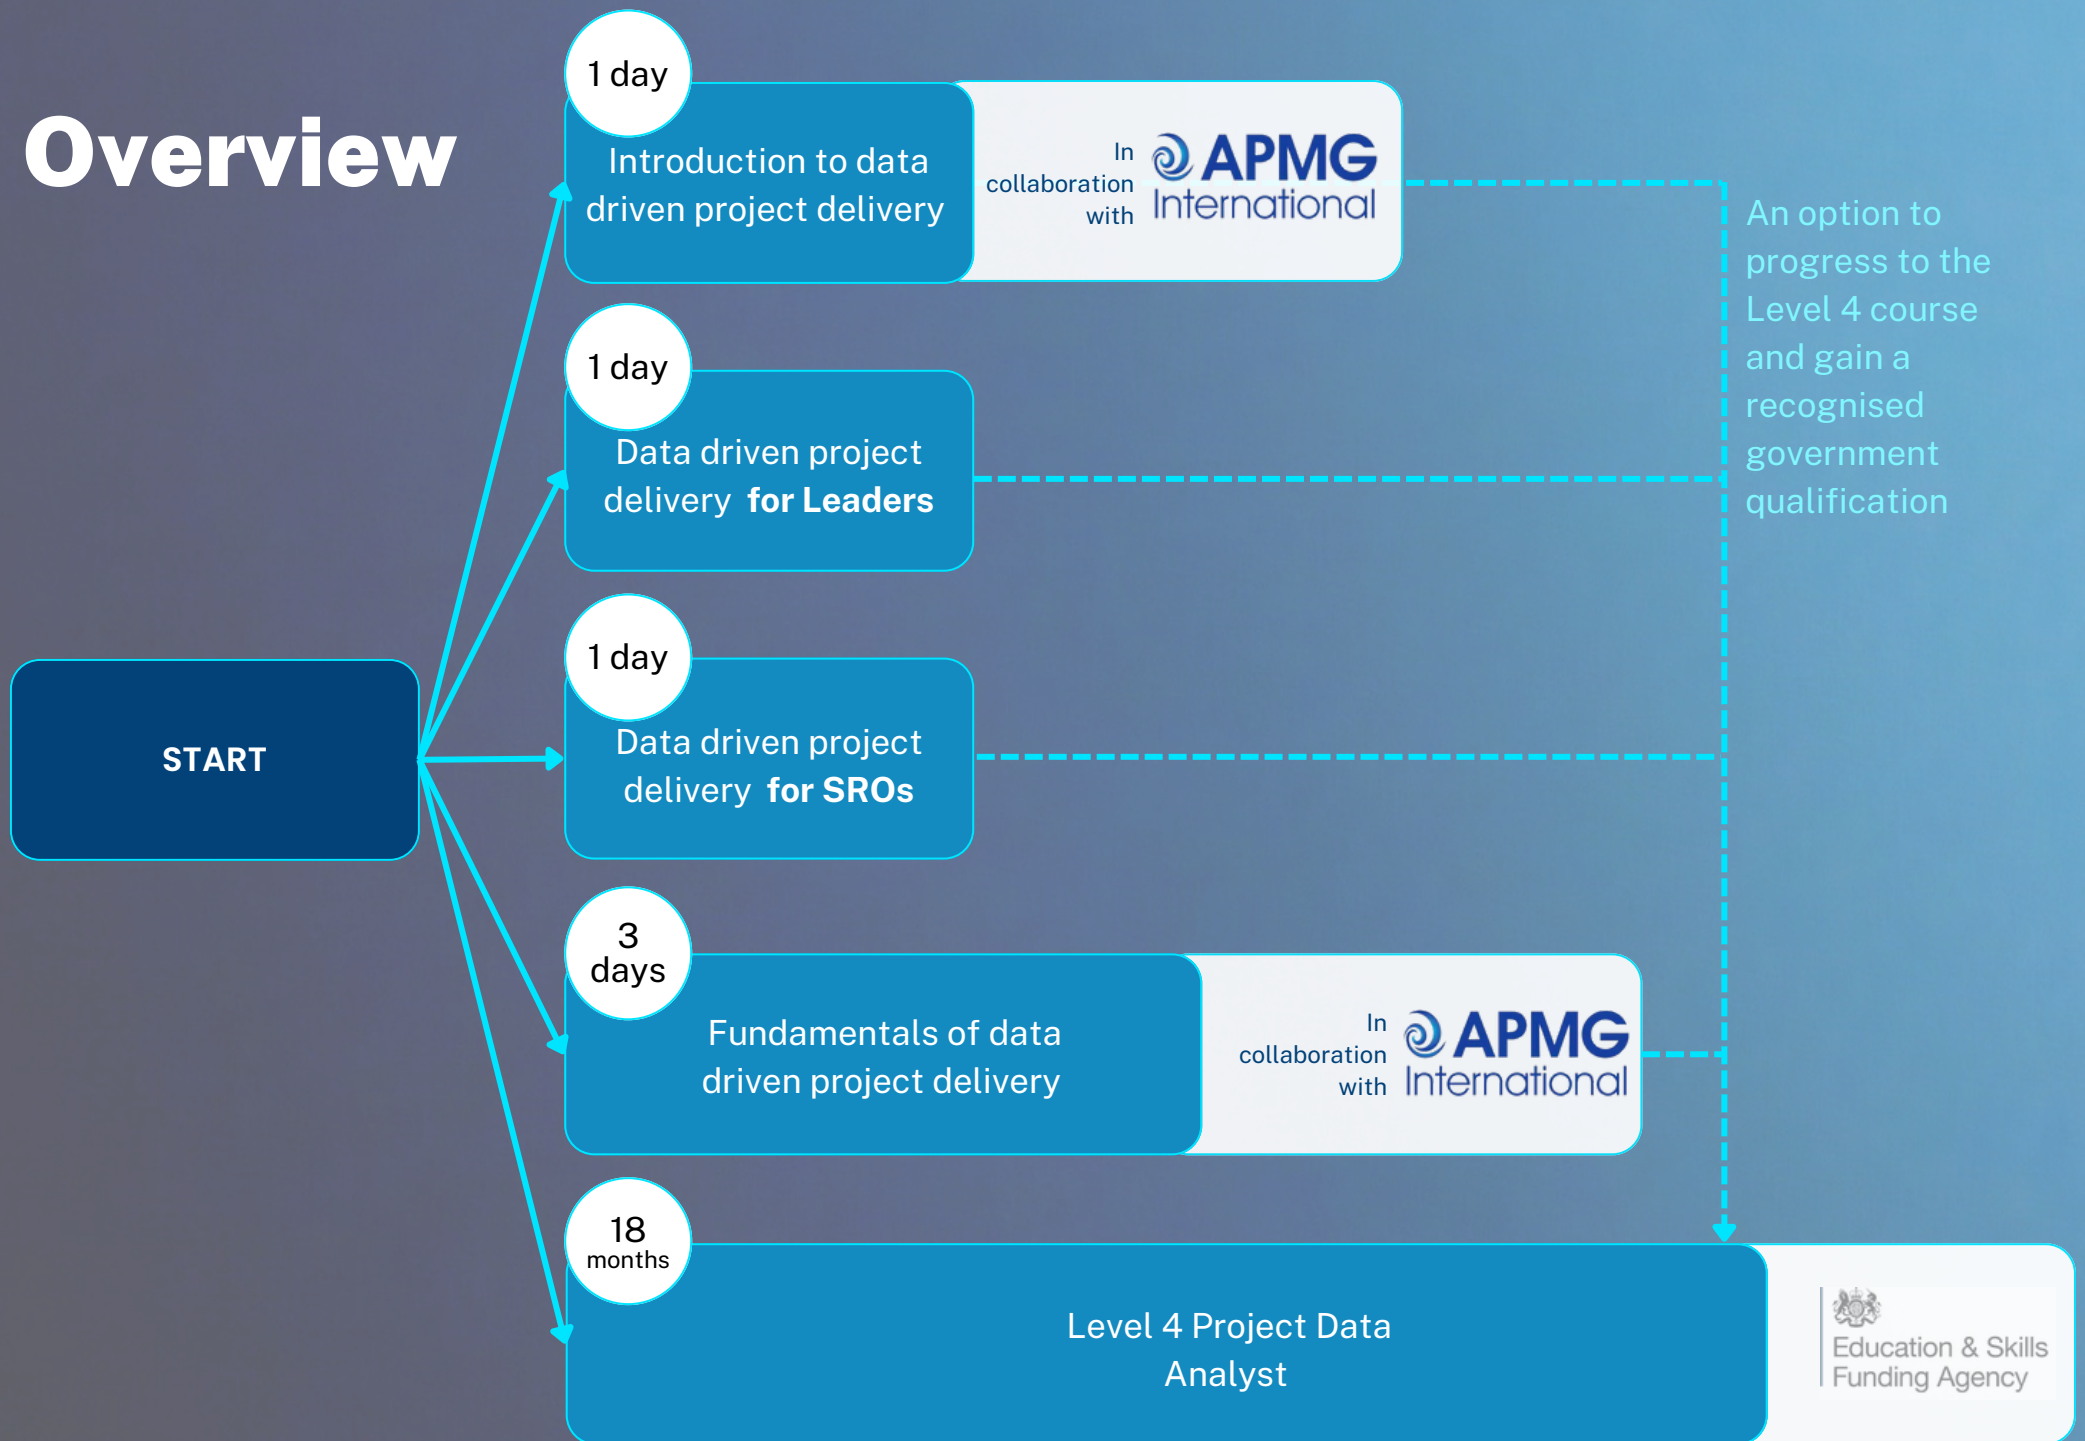 Overview
1 day
Introduction to data
driven project delivery
In
collaboration
with
APMG
International
An option to
progress to the
Level 4 course
and gain a
recognised
government
qualification
1 day
Data driven project
delivery for Leaders
START
1 day
Data driven project
delivery for SROs
3
days
Fundamentals of data
driven project delivery
In
collaboration
with
APMG
International
18
months
Level 4 Project Data
Analyst
Education & Skills
Funding Agency